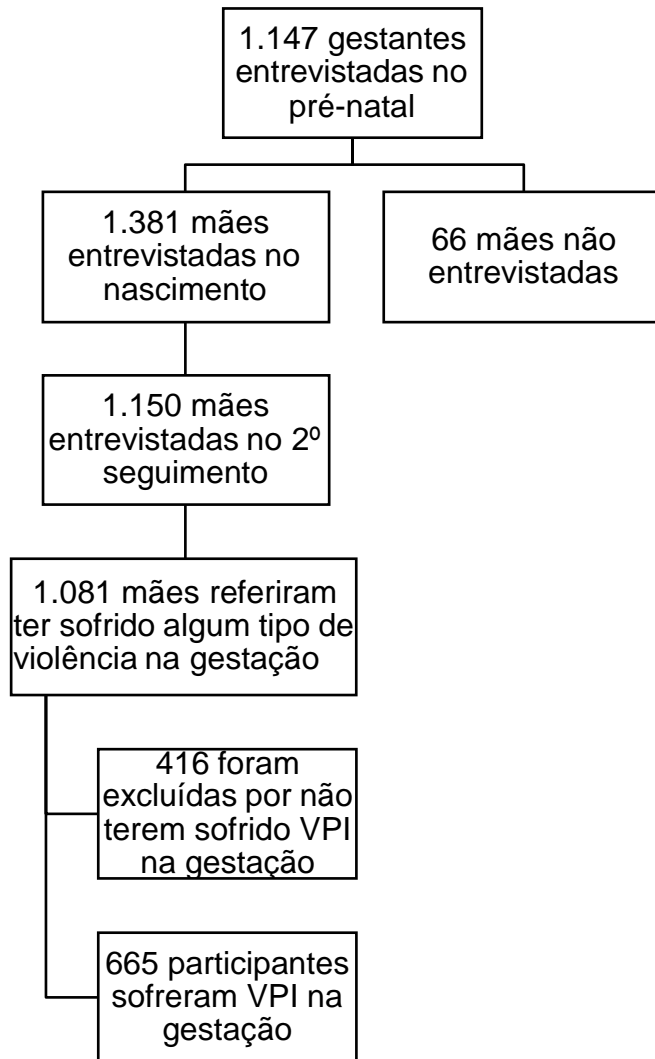 1.147 gestantes
entrevistadas no
pré-natal
1.381 mães
entrevistadas no
nascimento
66 mães não
entrevistadas
1.150 mães
entrevistadas no 2º
seguimento
1.081 mães referiram
ter sofrido algum tipo de
violência na gestação
416 foram
excluídas por não
terem sofrido VPI
na gestação
665 participantes
sofreram VPI na
gestação